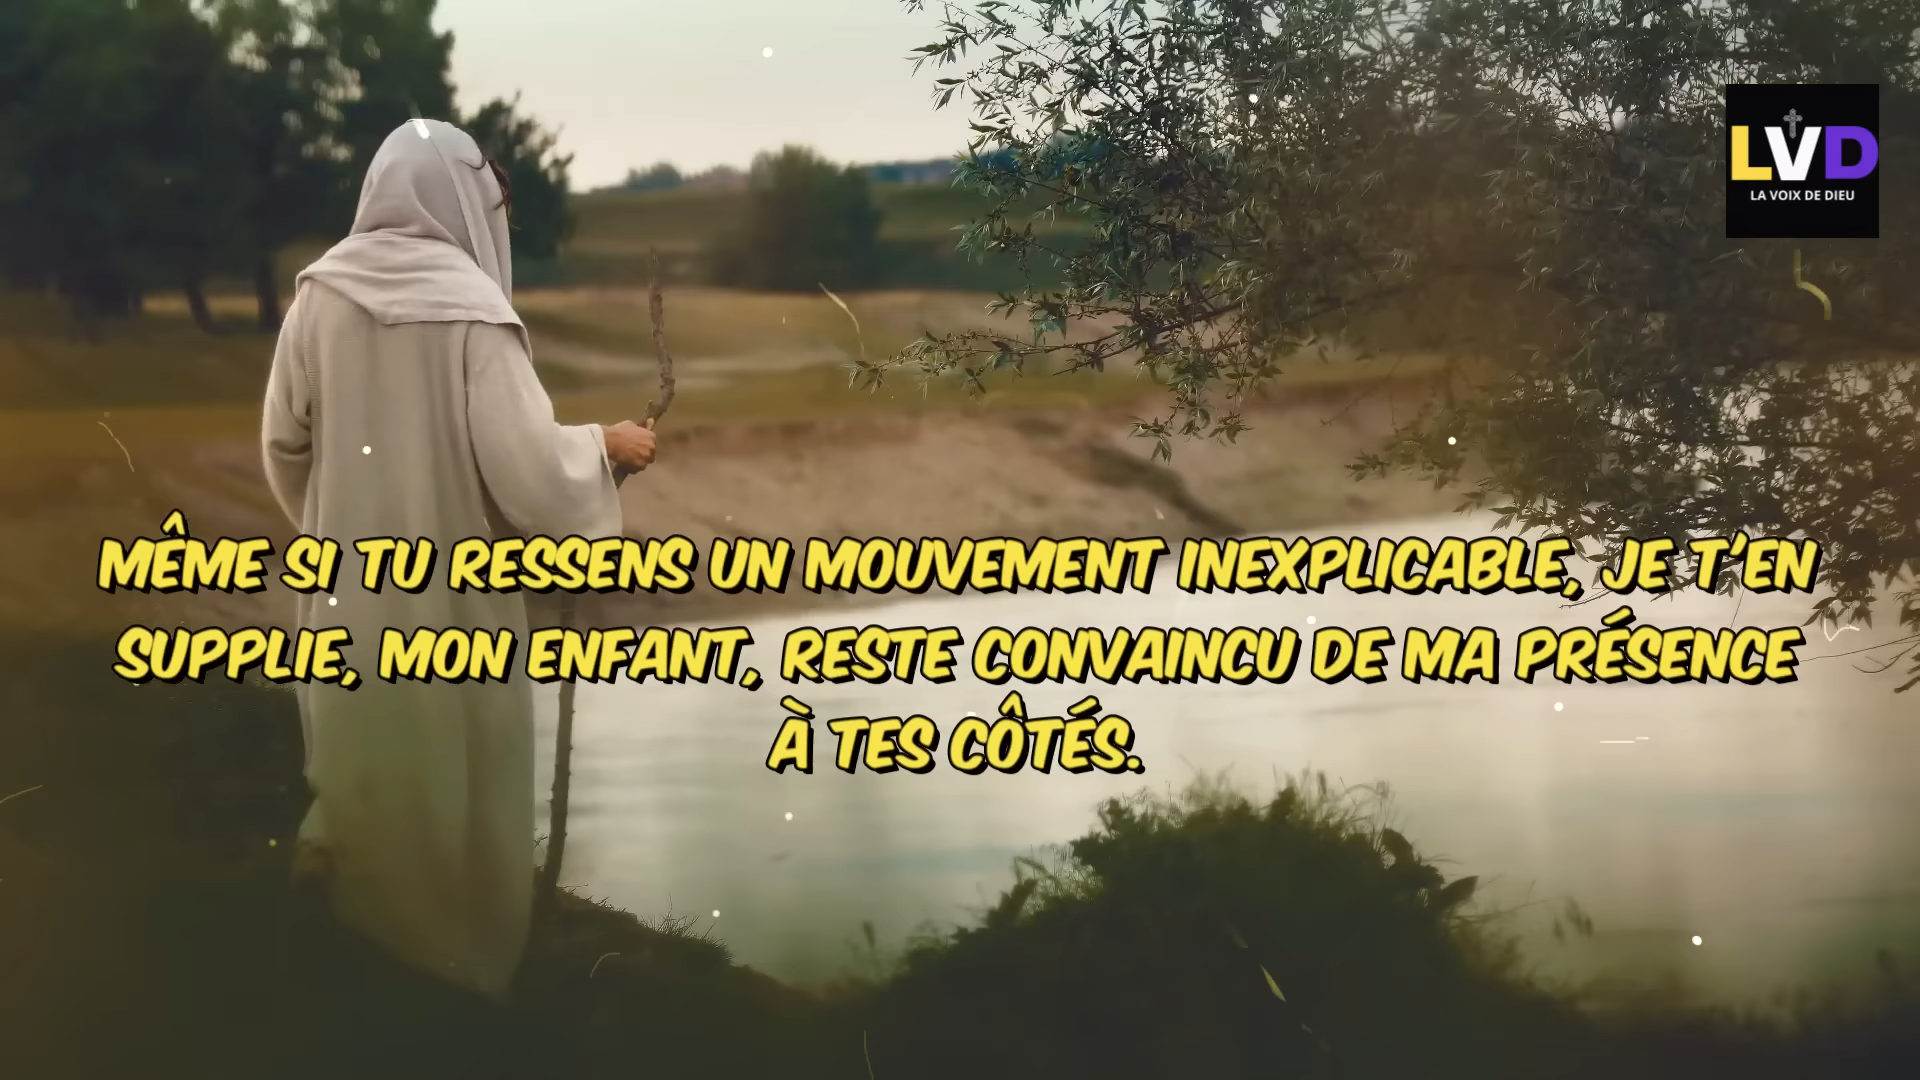 LVD
LA VOIX DE DIEU
MÊME SI TU RESSENS UN MOUVEMENT INEXPLICABLE, JE T'EN
SUPPLIE, MON ENFANT, RESTE CONVAINCU DE MA PRÉSENCE
À TES CÔTÉS.